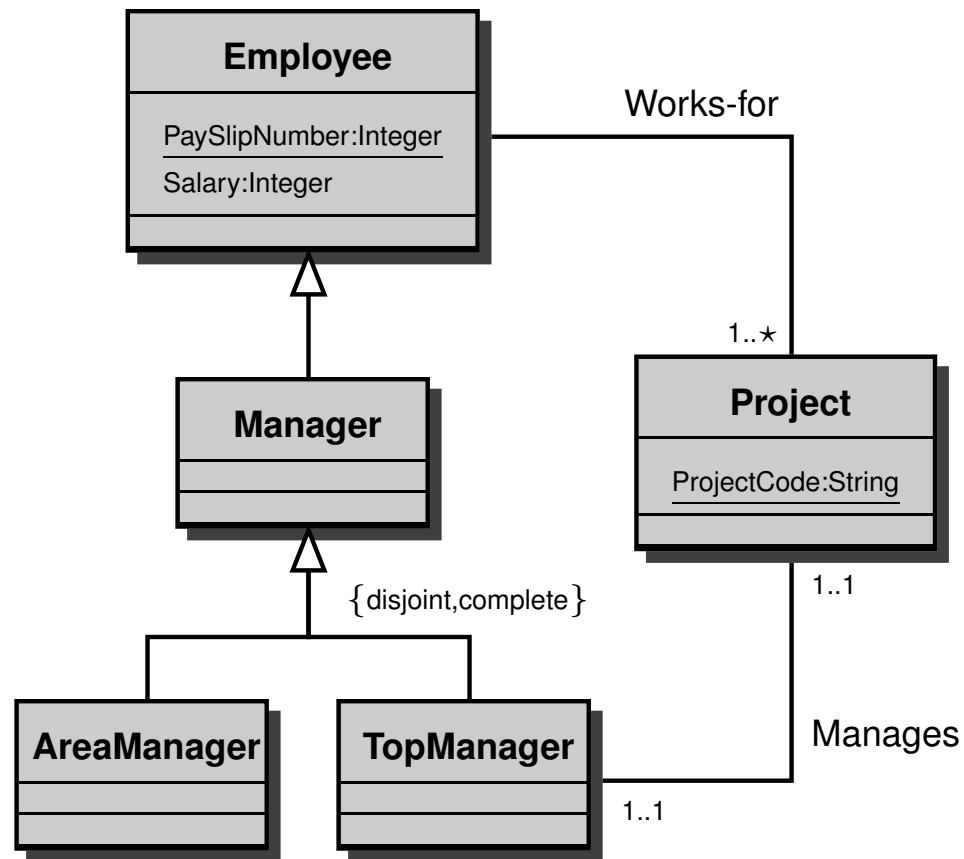 Employee
PaySlipNumber:Integer
Salary:Integer
Works-for
1..⋆
Manager
Project
ProjectCode:String
{disjoint,complete}
1..1
AreaManager
TopManager
Manages
1..1